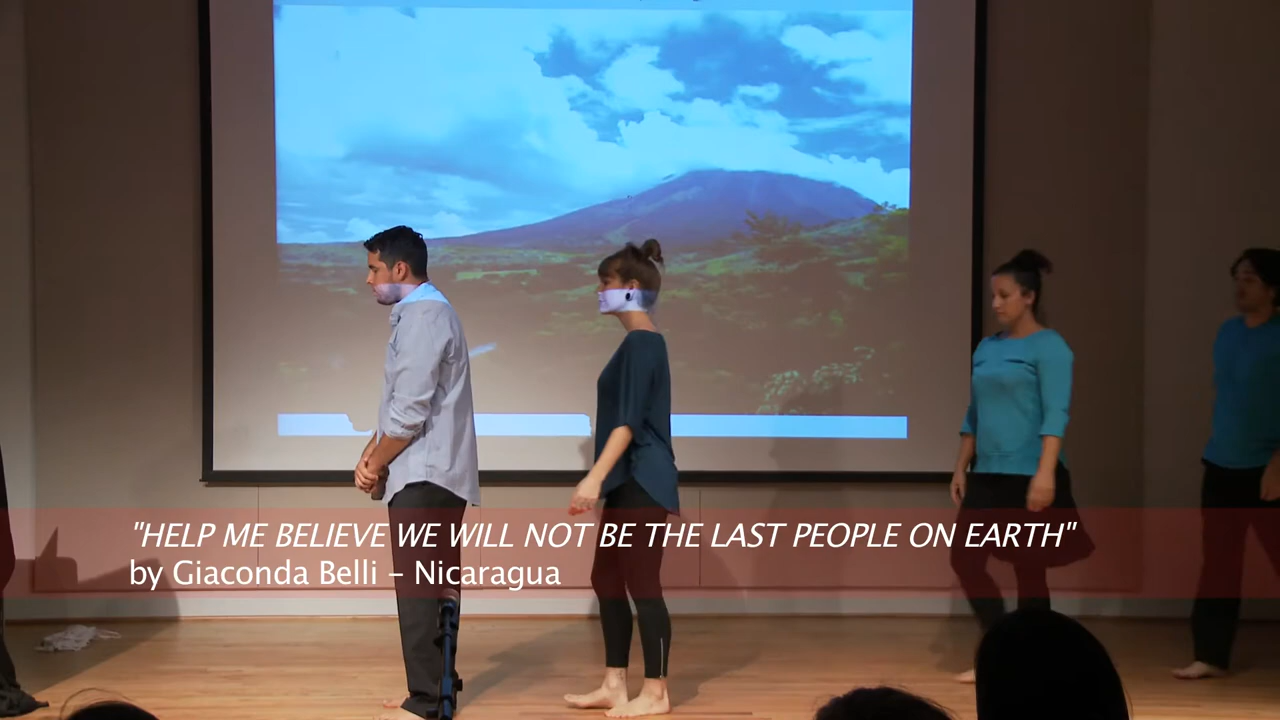 "HELP ME BELIEVE WE WILL NOT BE THE LAST PEOPLE ON EARTH"
by Giaconda Belli – Nicaragua